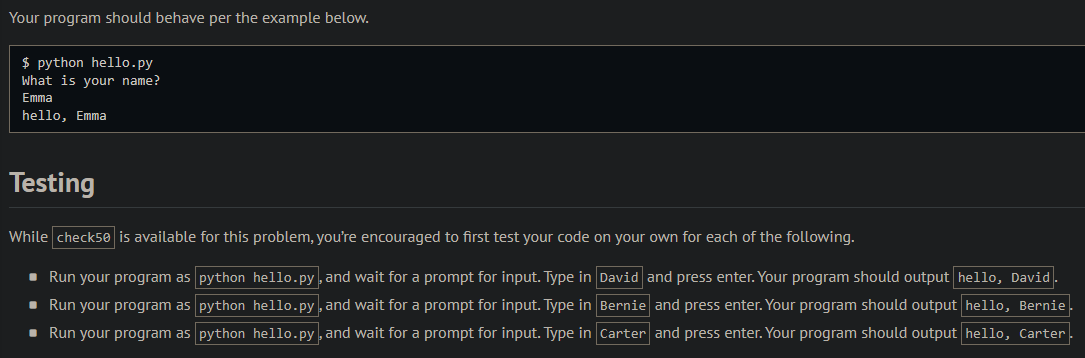 Your program should behave per the example below.
$ python hello.py
What is your name?
Emma
hello, Emma
Testing
While check50 is available for this problem, you’re encouraged to first test your code on your own for each of the following.
Run your program as python hello.py, and wait for a prompt for input. Type in David and press enter. Your program should output hello, David.
Run your program as python hello.py, and wait for a prompt for input. Type in Bernie and press enter. Your program should output hello, Bernie.
Run your program as python hello.py, and wait for a prompt for input. Type in Carter and press enter. Your program should output hello, Carter.